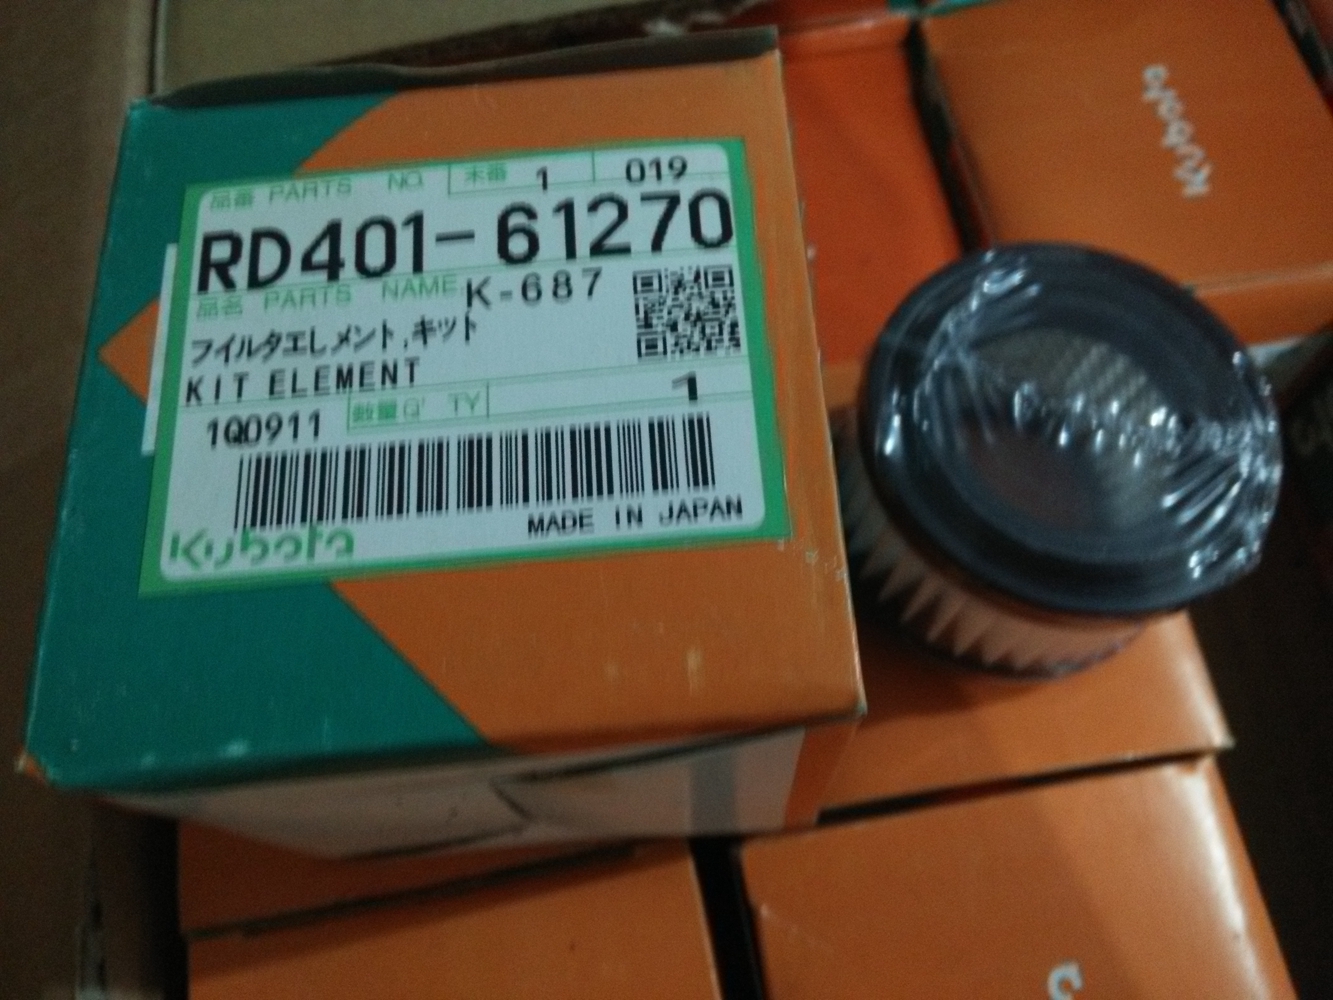 品番 PARTS NO. 末番 1 019
RD401-61270
品名 PARTS NAME K-687
フイルタエレメント,キット
KIT ELEMENT
1Q0911 数量 Q'TY 1
Kubota MADE IN JAPAN
Kubota